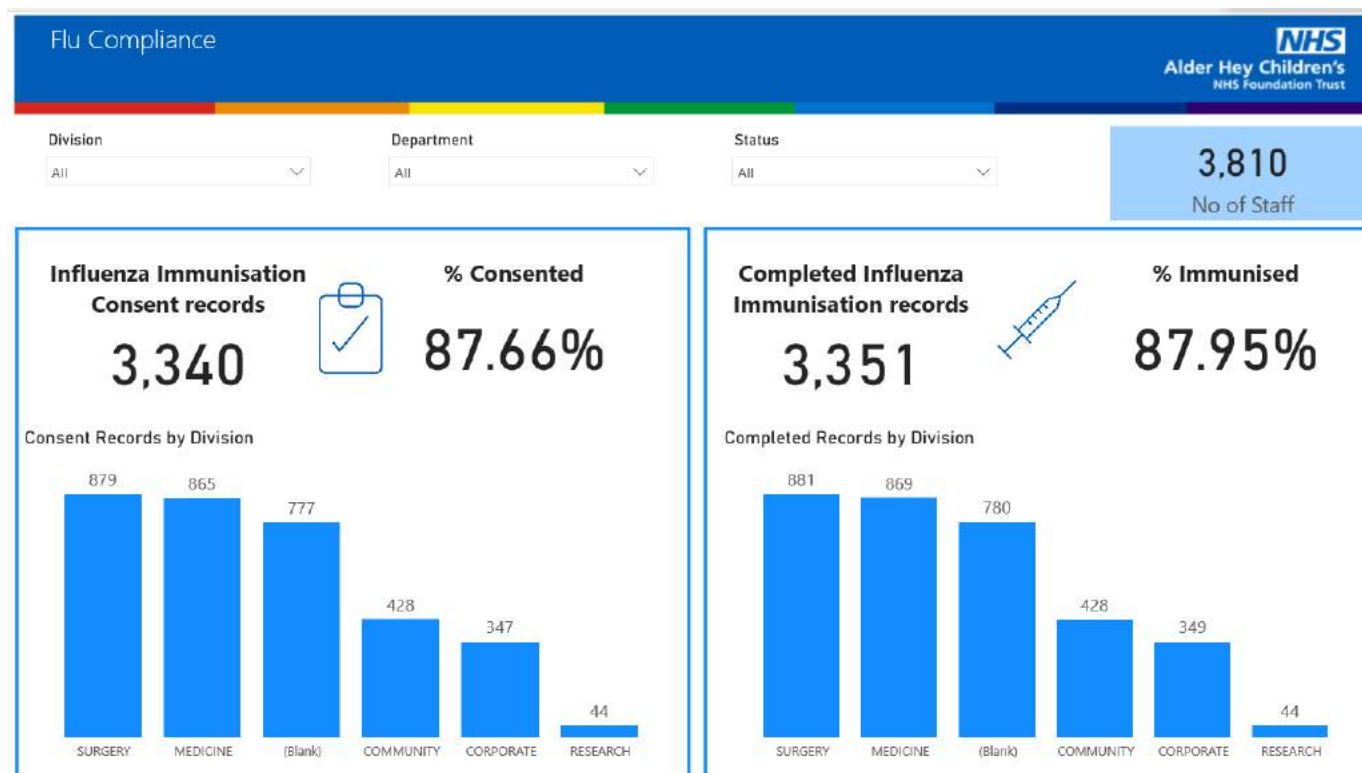 Flu Compliance
NHS
Alder Hey Children's
NHS Foundation Trust
Division
Department
Status
All
All
All
3,810
No of Staff
Influenza Immunisation
Consent records
3,340
% Consented
87.66%
Consent Records by Division
879
865
777
428
347
44
SURGERY
MEDICINE
(Blank)
COMMUNITY
CORPORATE
RESEARCH
Completed Influenza
Immunisation records
3,351
% Immunised
87.95%
Completed Records by Division
881
869
780
428
349
44
SURGERY
MEDICINE
(Blank)
COMMUNITY
CORPORATE
RESEARCH